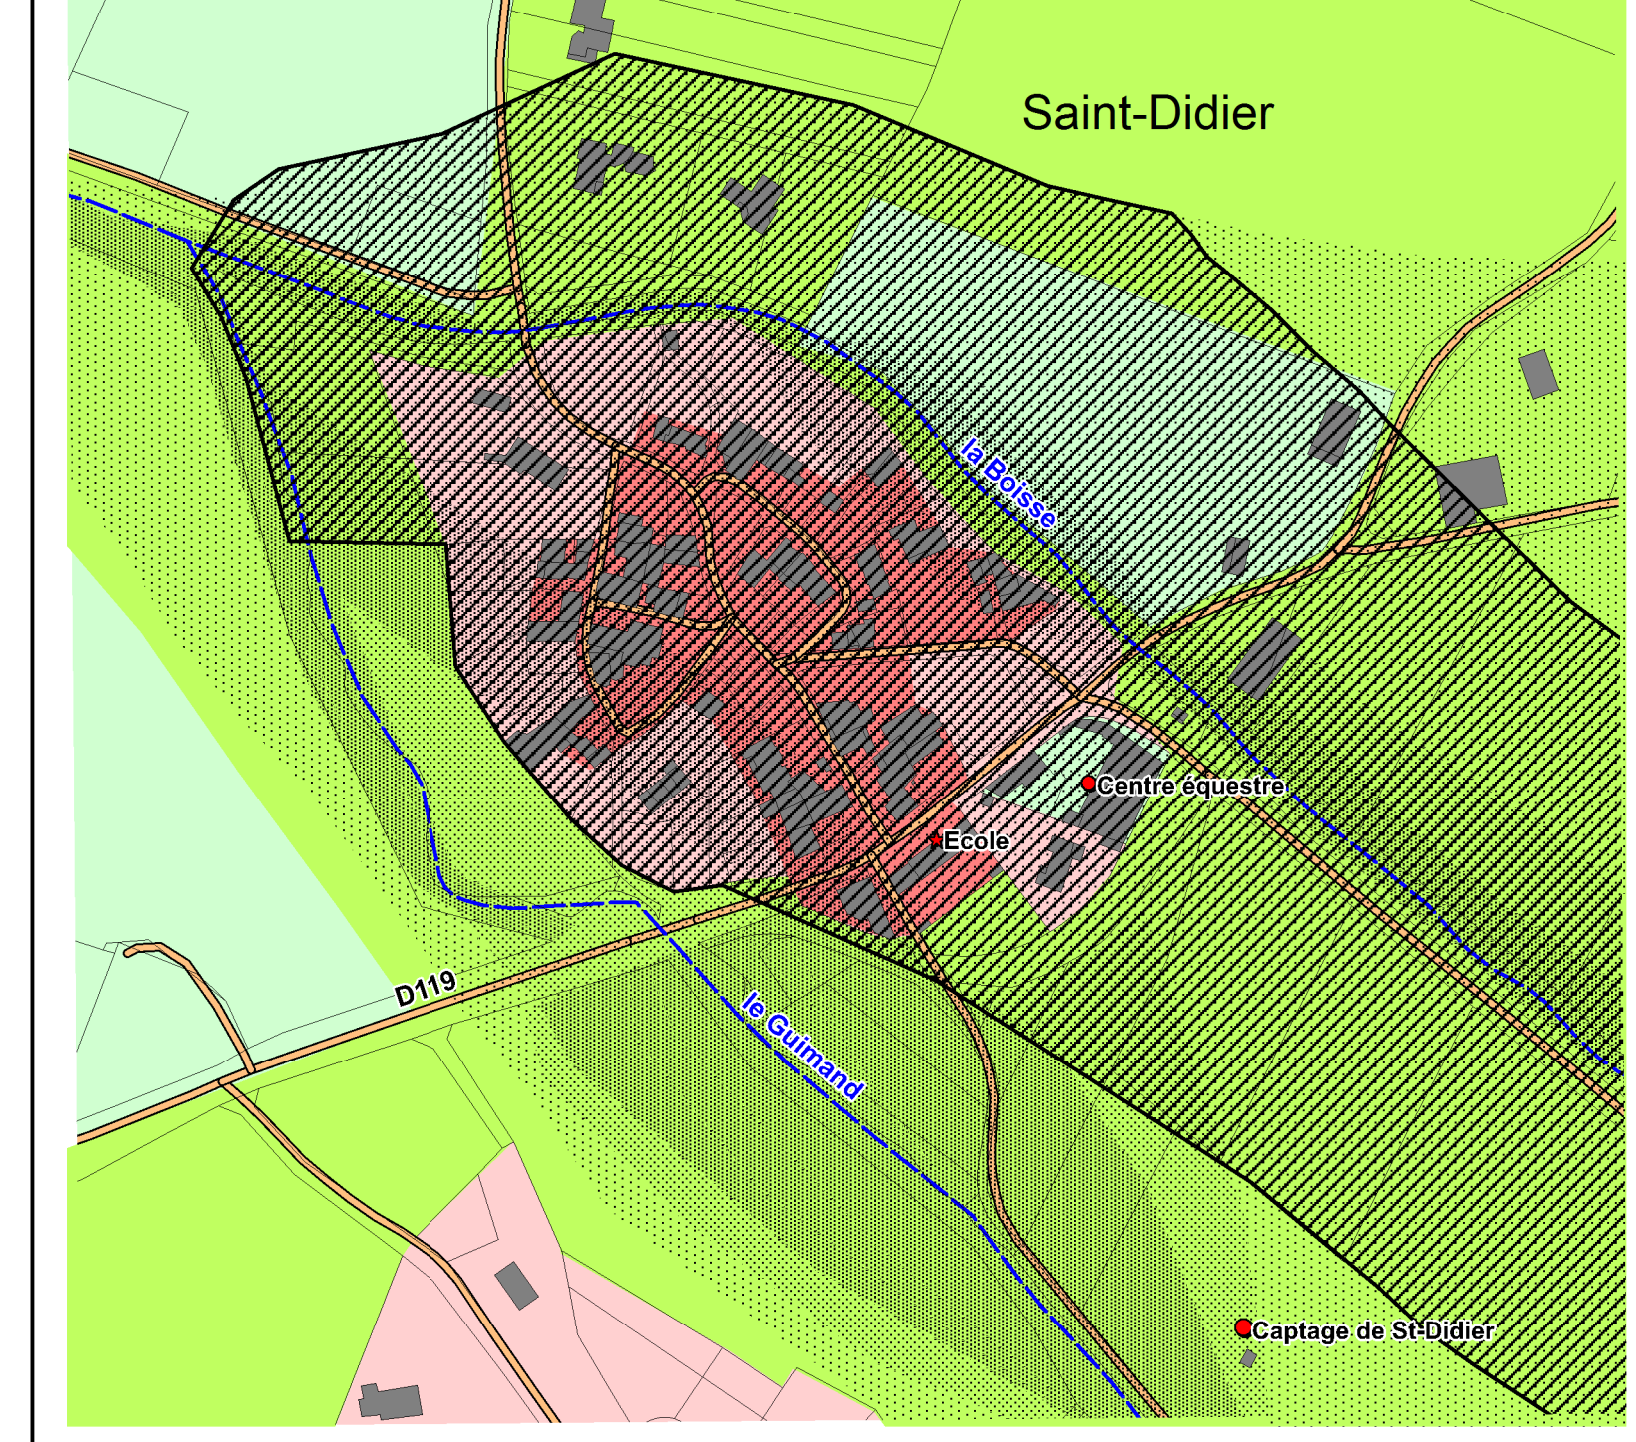 Saint-Didier
la Boisse
Centre équestre
Ecole
D119
le Guimand
Captage de St-Didier